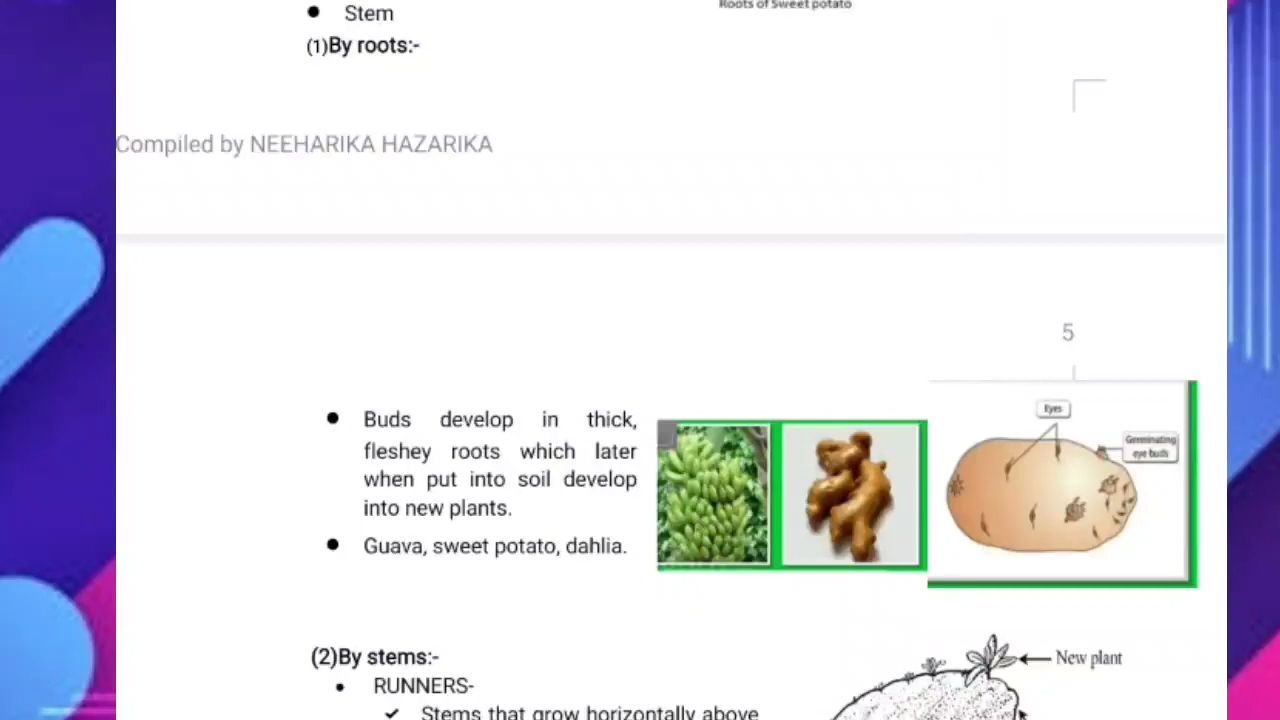 Roots of Sweet potato
● Stem
(1)By roots:-
Compiled by NEEHARIKA HAZARIKA
5
● Buds develop in thick,
fleshey roots which later
when put into soil develop
into new plants.
● Guava, sweet potato, dahlia.
Eyes
Germinating
eye buds
(2)By stems:-
• RUNNERS-
✓ Stems that grow horizontally above
New plant